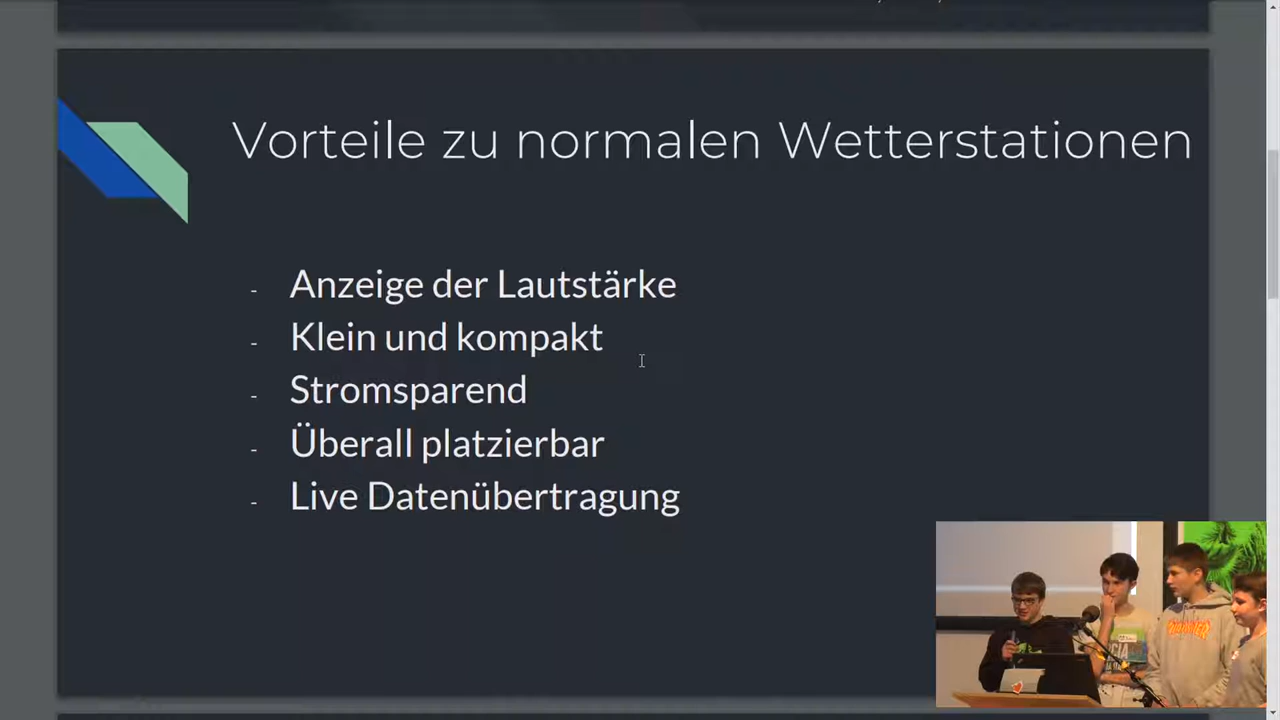 Vorteile zu normalen Wetterstationen
- Anzeige der Lautstärke
- Klein und kompakt
- Stromsparend
- Überall platzierbar
- Live Datenübertragung